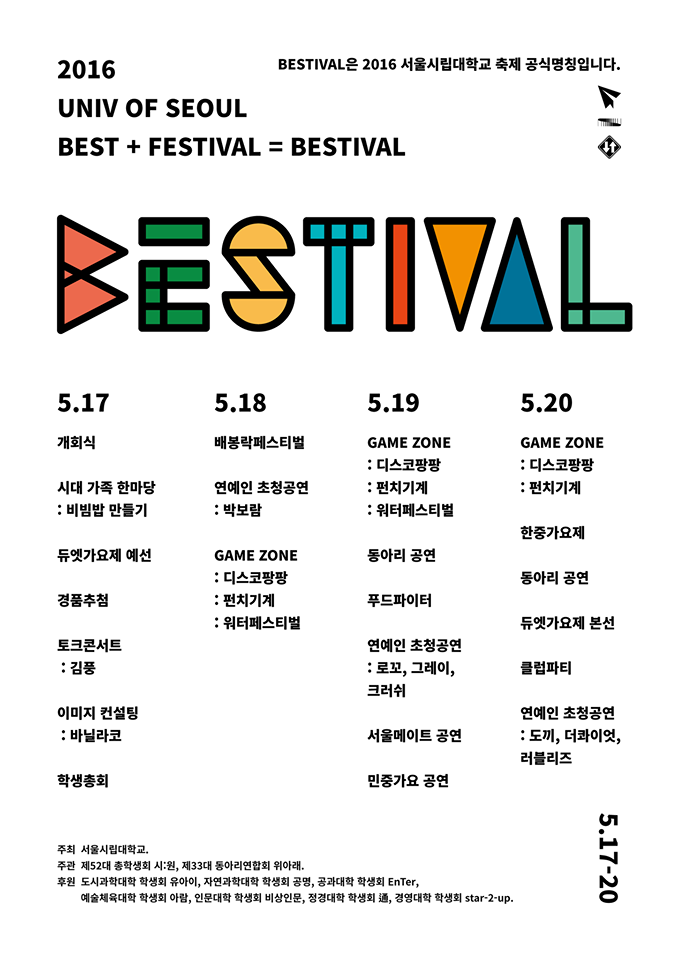 2016
BESTIVAL은 2016 서울시립대학교 축제 공식명칭입니다.
UNIV OF SEOUL
BEST + FESTIVAL = BESTIVAL
BESTIVAL
5.17
개회식
시대 가족 한마당
: 비빔밥 만들기
듀엣가요제 예선
경품추첨
토크콘서트
: 김풍
이미지 컨설팅
: 바닐라코
학생총회
5.18
배봉락페스티벌
연예인 초청공연
: 박보람
GAME ZONE
: 디스코팡팡
: 펀치기계
: 워터페스티벌
5.19
GAME ZONE
: 디스코팡팡
: 펀치기계
: 워터페스티벌
동아리 공연
푸드파이터
연예인 초청공연
: 로꼬, 그레이,
크러쉬
서울메이트 공연
민중가요 공연
5.20
GAME ZONE
: 디스코팡팡
: 펀치기계
한중가요제
동아리 공연
듀엣가요제 본선
클럽파티
연예인 초청공연
: 도끼, 더콰이엇,
러블리즈
5.17-20
주최 서울시립대학교.
주관 제52대 총학생회 시:원, 제33대 동아리연합회 위아래.
후원 도시과학대학 학생회 유아이, 자연과학대학 학생회 공명, 공과대학 학생회 EnTer,
예술체육대학 학생회 아람, 인문대학 학생회 비상인문, 정경대학 학생회 通, 경영대학 학생회 star-2-up.